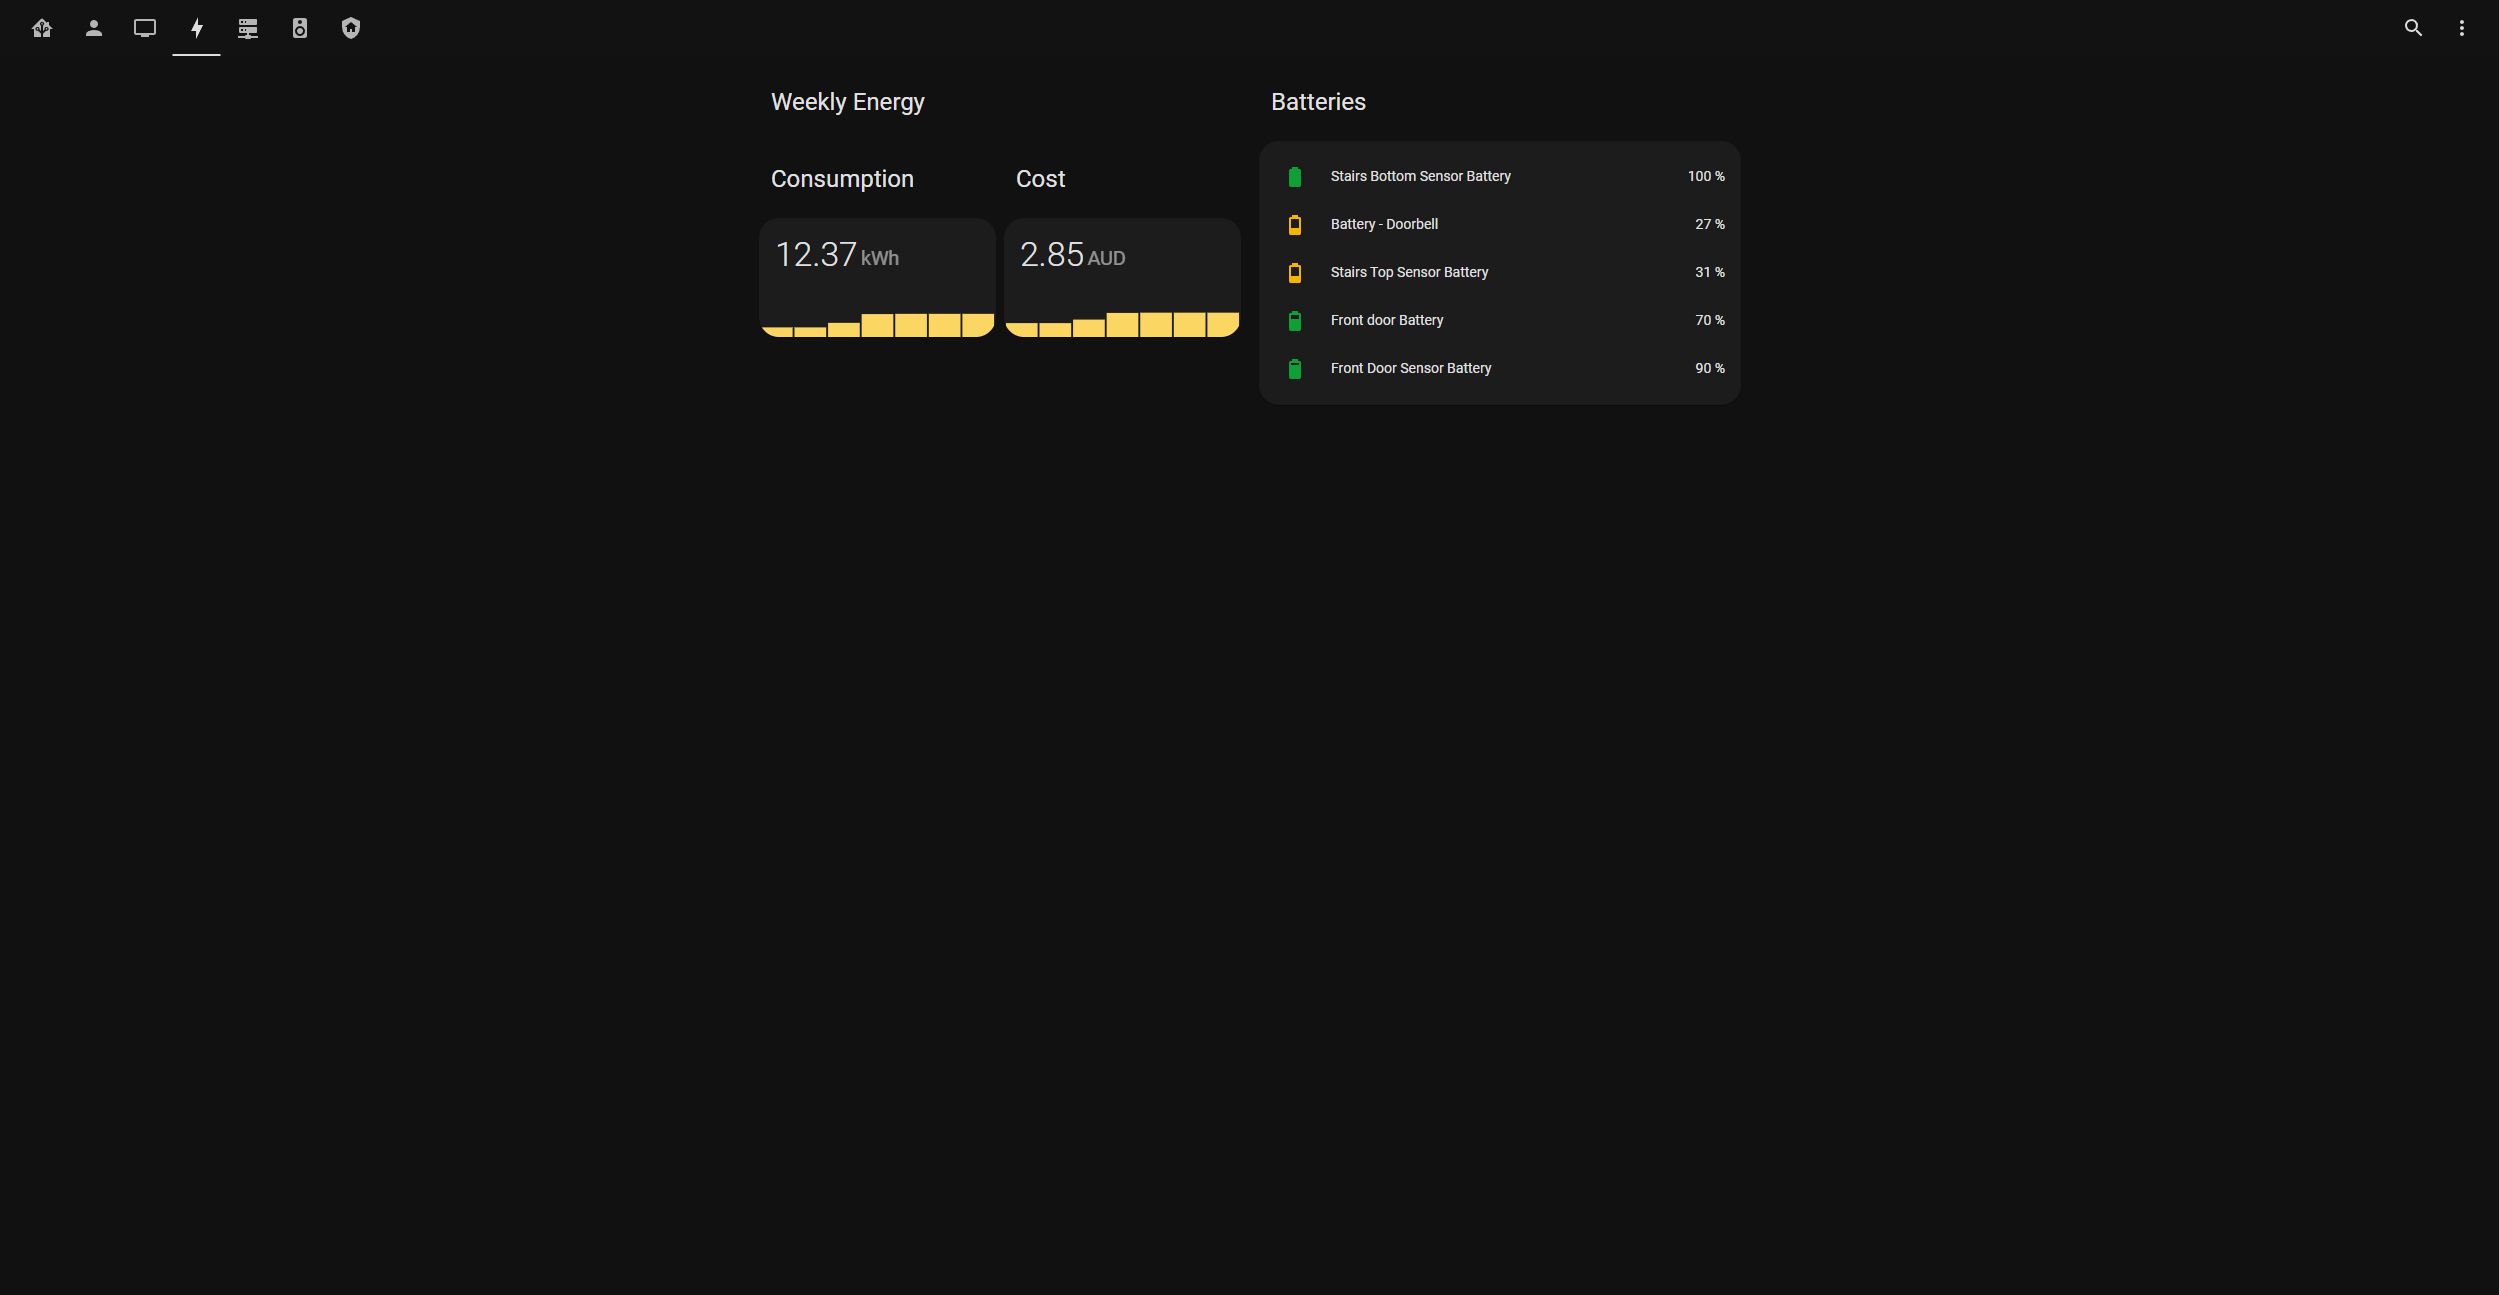 Weekly Energy
Consumption
Cost
12.37 kWh
2.85 AUD
Batteries
Stairs Bottom Sensor Battery 100 %
Battery - Doorbell 27 %
Stairs Top Sensor Battery 31 %
Front door Battery 70 %
Front Door Sensor Battery 90 %